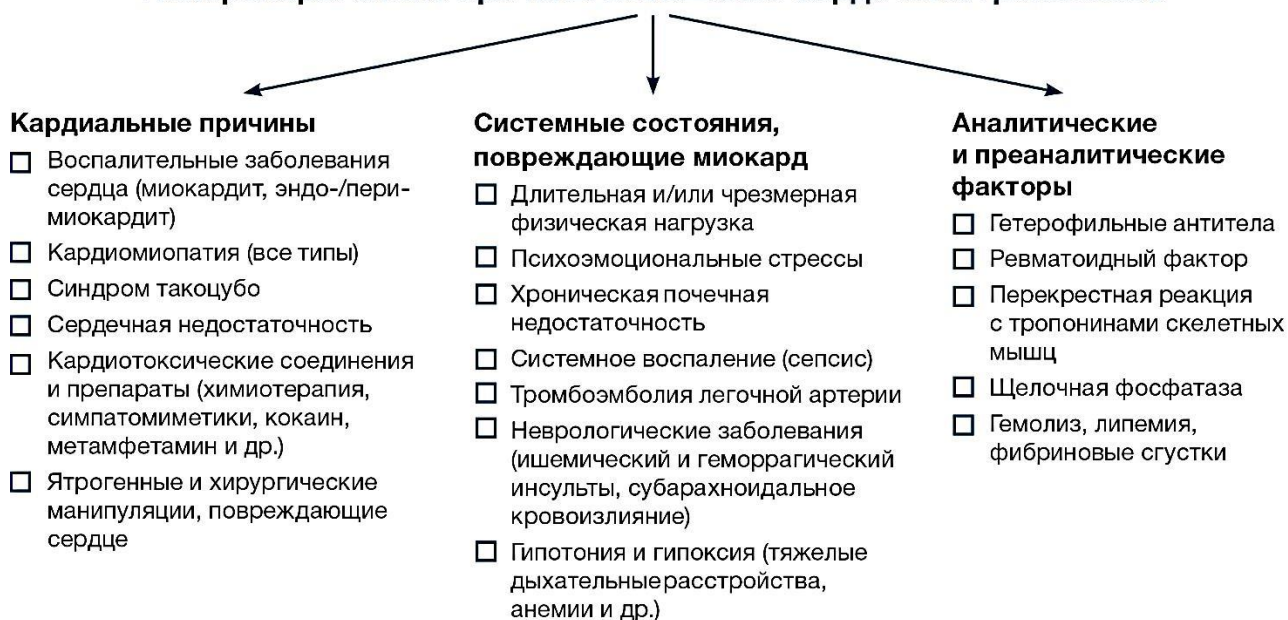 Кардиальные причины
Воспалительные заболевания
сердца (миокардит, эндо-/пери-
миокардит)
Кардиомиопатия (все типы)
Синдром такоцубо
Сердечная недостаточность
Кардиотоксические соединения
и препараты (химиотерапия,
симпатомиметики, кокаин,
метамфетамин и др.)
Ятрогенные и хирургические
манипуляции, повреждающие
сердце
Системные состояния,
повреждающие миокард
Длительная и/или чрезмерная
физическая нагрузка
Психоэмоциональные стрессы
Хроническая почечная
недостаточность
Системное воспаление (сепсис)
Тромбоэмболия легочной артерии
Неврологические заболевания
(ишемический и геморрагический
инсульты, субарахноидальное
кровоизлияние)
Гипотония и гипоксия (тяжелые
дыхательные расстройства,
анемии и др.)
Аналитические
и преаналитические
факторы
Гетерофильные антитела
Ревматоидный фактор
Перекрестная реакция
с тропонинами скелетных
мышц
Щелочная фосфатаза
Гемолиз, липемия,
фибриновые сгустки